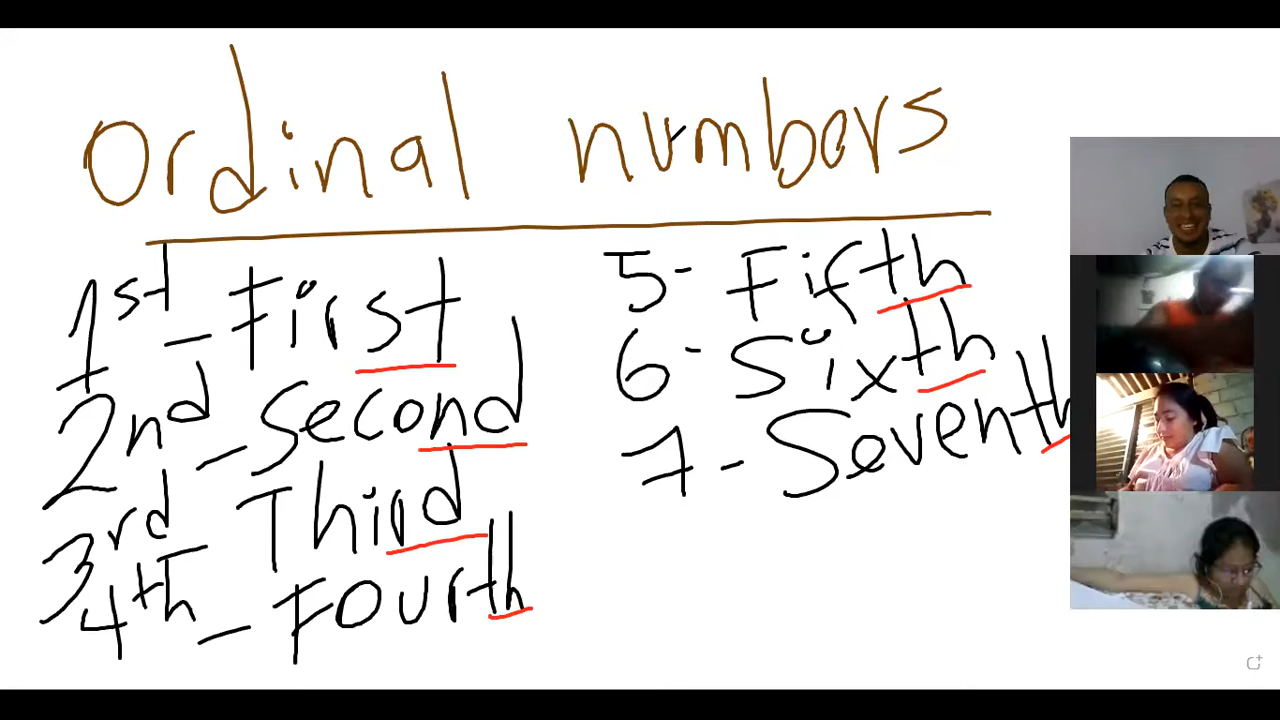 Ordinal numbers
1st - First
2nd - Second
3rd Third
4th - Fourth
5- Fifth
6- Sixth
7- Seventh